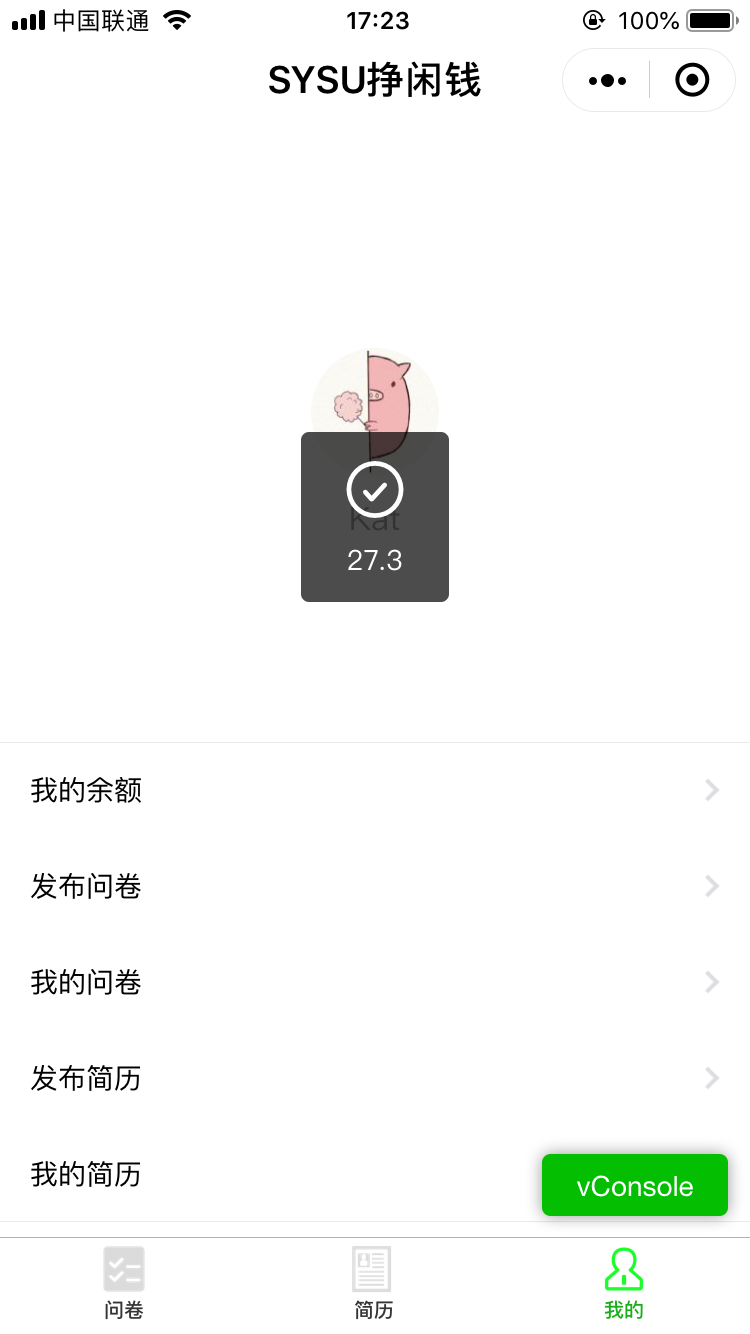 中国联通 17:23 100%
SYSU挣闲钱
Kat
27.3
我的余额
发布问卷
我的问卷
发布简历
我的简历
vConsole
问卷 简历 我的